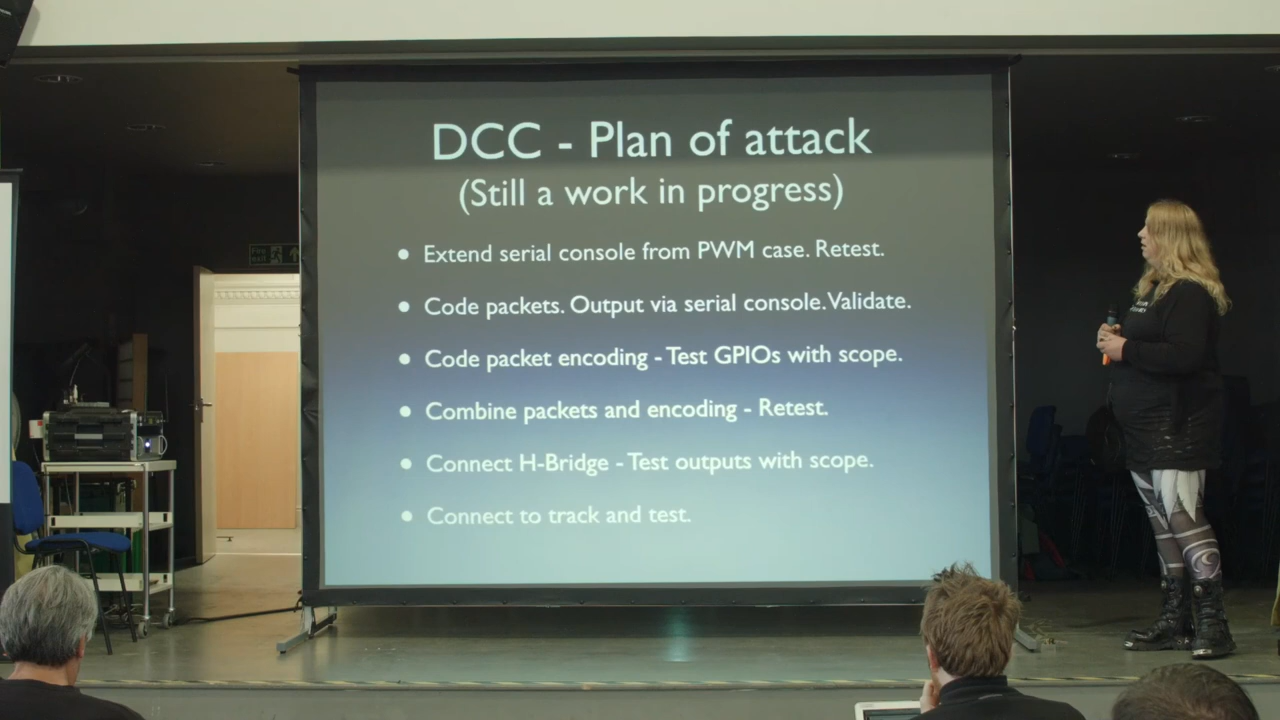 DCC - Plan of attack
(Still a work in progress)
• Extend serial console from PWM case. Retest.
• Code packets. Output via serial console. Validate.
• Code packet encoding - Test GPIOs with scope.
• Combine packets and encoding - Retest.
• Connect H-Bridge - Test outputs with scope.
• Connect to track and test.
Fire
exit